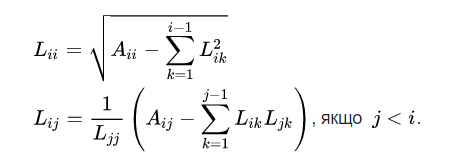 L_{ii} = \sqrt{A_{ii} - \sum_{k=1}^{i-1} L_{ik}^2}
L_{ij} = \frac{1}{L_{jj}} \left( A_{ij} - \sum_{k=1}^{j-1} L_{ik} L_{jk} \right), якщо j < i.